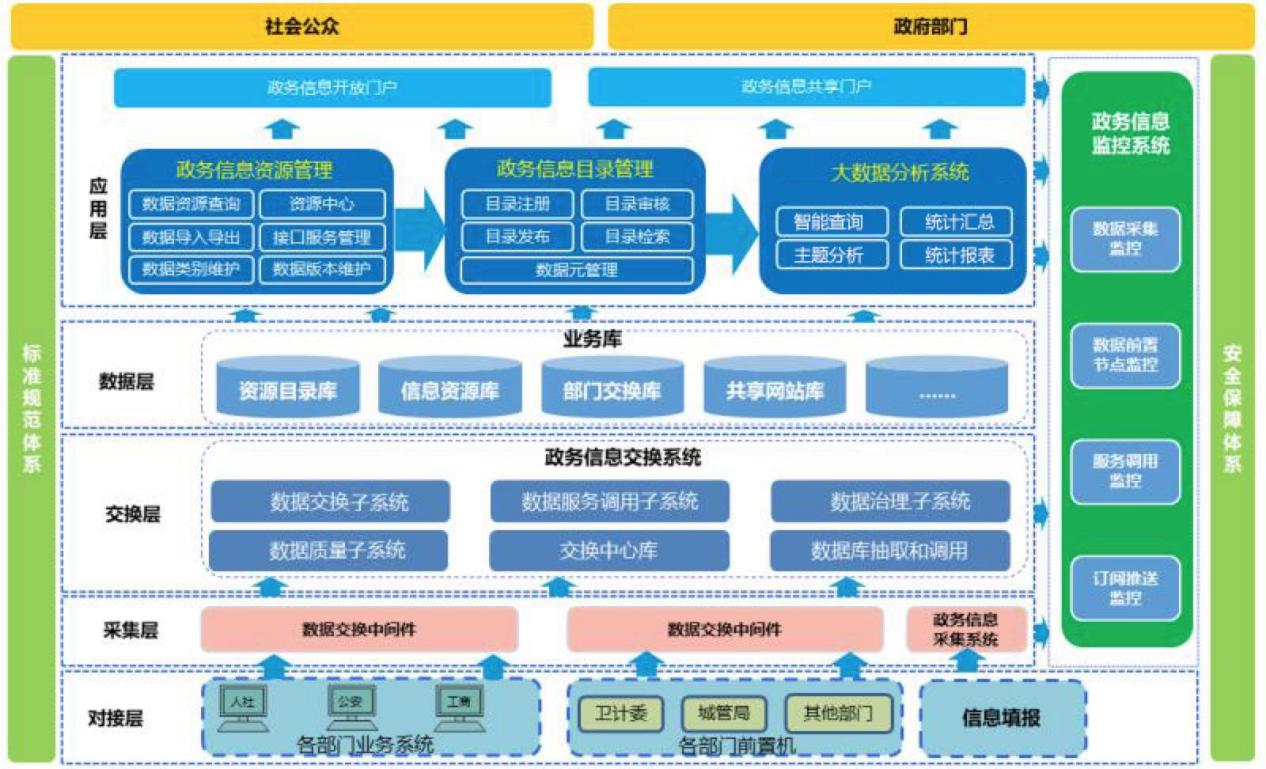 社会公众
政府部门
标准规范体系
应用层
政务信息开放门户
政务信息共享门户
政务信息资源管理
数据资源查询
资源中心
数据导入导出
接口服务管理
数据类别维护
数据版本维护
政务信息目录管理
目录注册
目录审核
目录发布
目录检索
数据元管理
大数据分析系统
智能查询
统计汇总
主题分析
统计报表
数据层
业务库
资源目录库
信息资源库
部门交换库
共享网站库
……
交换层
政务信息交换系统
数据交换子系统
数据服务调用子系统
数据治理子系统
数据质量子系统
交换中心库
数据库抽取和调用
采集层
数据交换中间件
数据交换中间件
政务信息
采集系统
对接层
人社
公安
工商
各部门业务系统
卫计委
城管局
其他部门
各部门前置机
信息填报
政务信息
监控系统
数据采集
监控
数据前置
节点监控
服务调用
监控
订阅推送
监控
安全保障体系